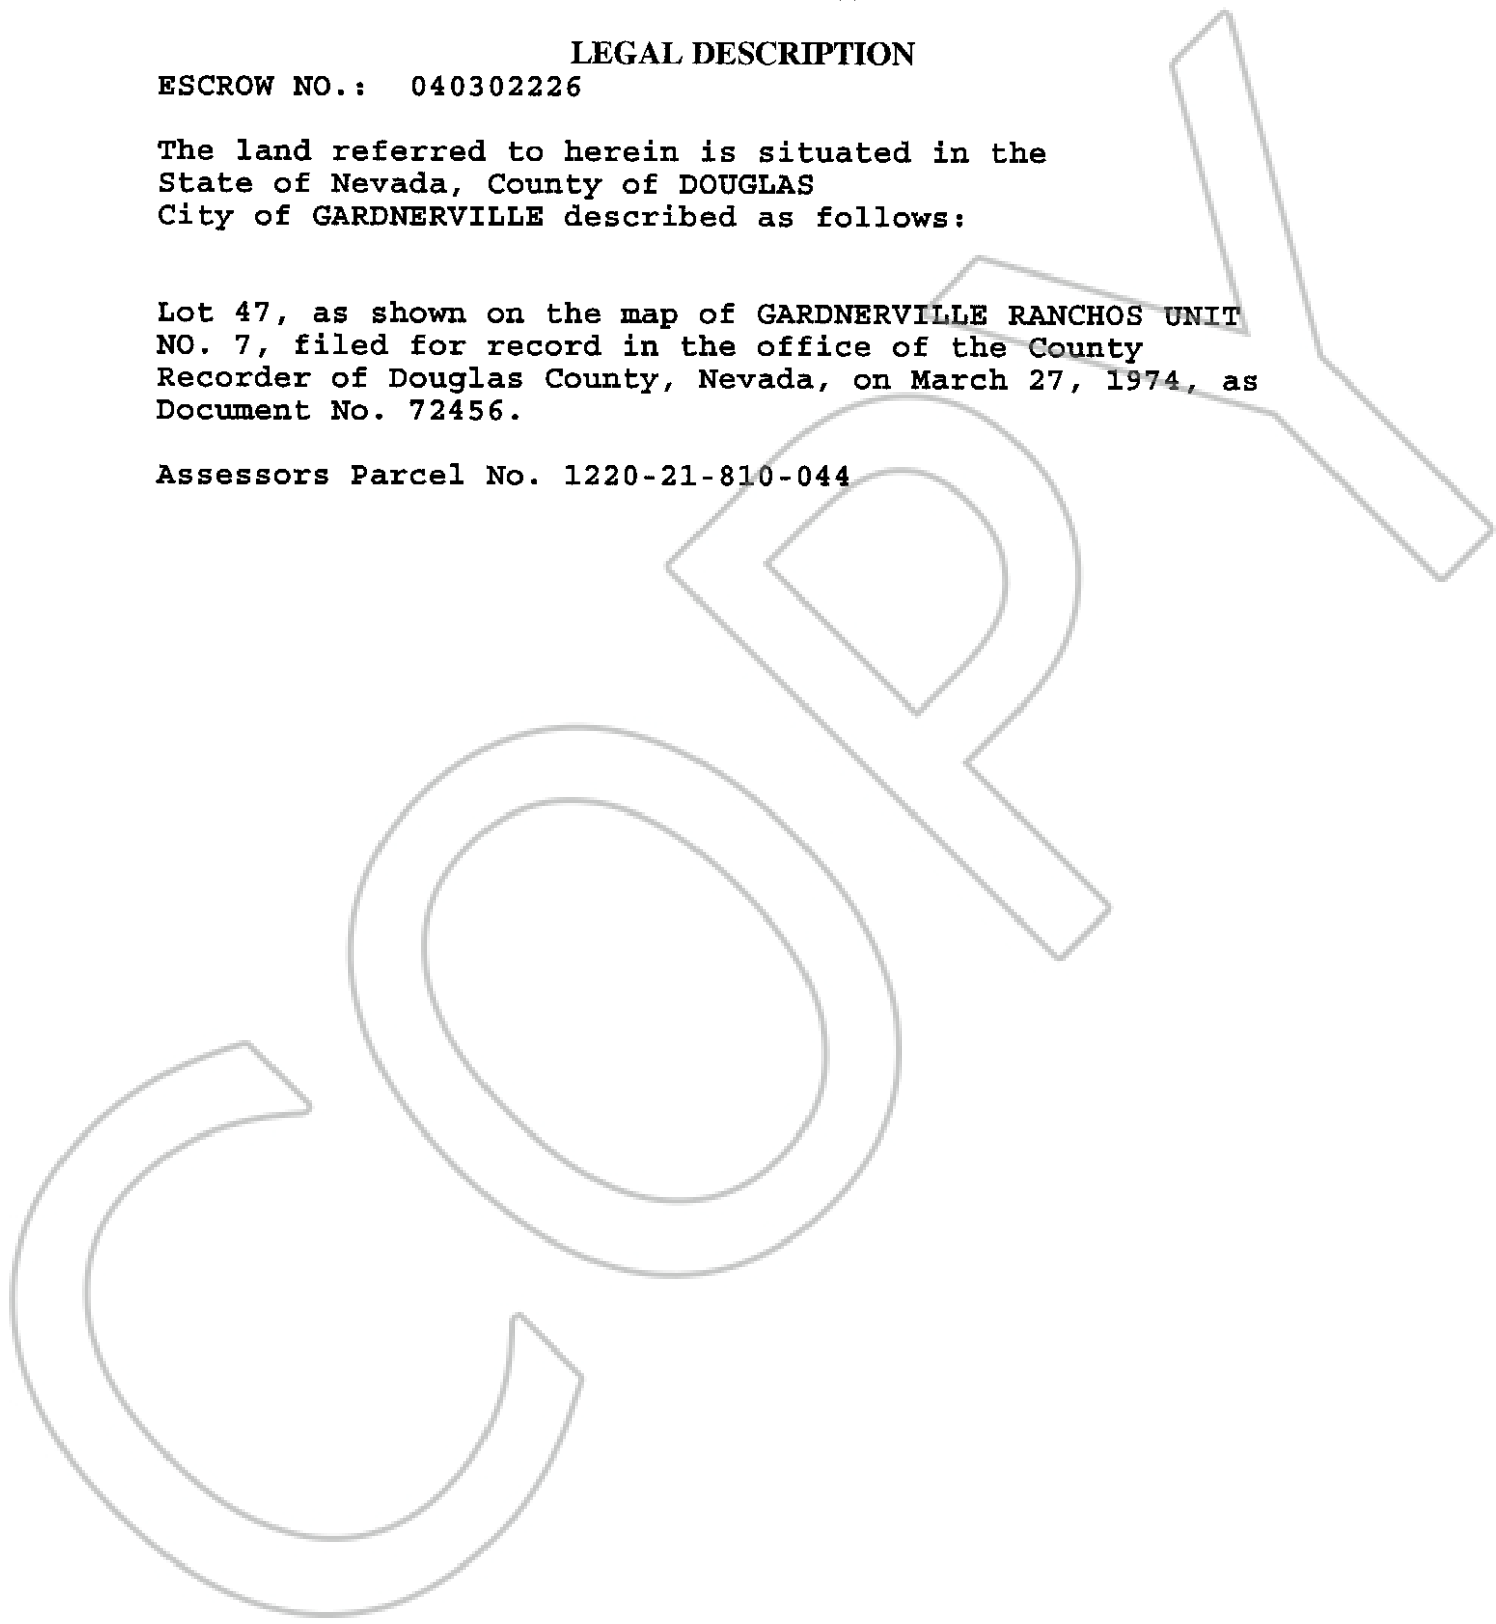 LEGAL DESCRIPTION
ESCROW NO.: 040302226
The land referred to herein is situated in the
State of Nevada, County of DOUGLAS
City of GARDNERVILLE described as follows:
Lot 47, as shown on the map of GARDNERVILLE RANCHOS UNIT
NO. 7, filed for record in the office of the County
Recorder of Douglas County, Nevada, on March 27, 1974, as
Document No. 72456.
Assessors Parcel No. 1220-21-810-044
COPY